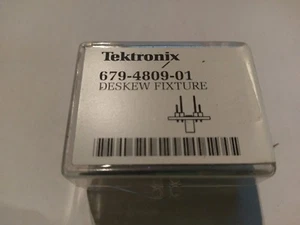 Tektronix
679-4809-01
DESKEW FIXTURE